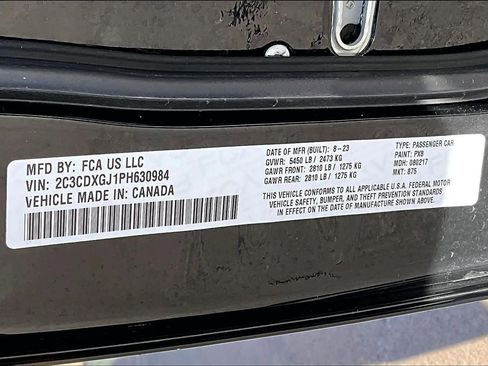 MFD BY: FCA US LLC
VIN: 2C3CDXGJ1PH630984
VEHICLE MADE IN: CANADA
DATE OF MFR (BUILT): 8-23
GVWR: 5450 LB / 2473 KG
GAWR FRONT: 2810 LB / 1275 KG
GAWR REAR: 2810 LB / 1275 KG
TYPE: PASSENGER CAR
PAINT: PX8
MDH: 080217
MKT: 875
THIS VEHICLE CONFORMS TO ALL APPLICABLE U.S.A. FEDERAL MOTOR
VEHICLE SAFETY, BUMPER, AND THEFT PREVENTION STANDARDS
IN EFFECT ON THE DATE OF MANUFACTURE SHOWN ABOVE.